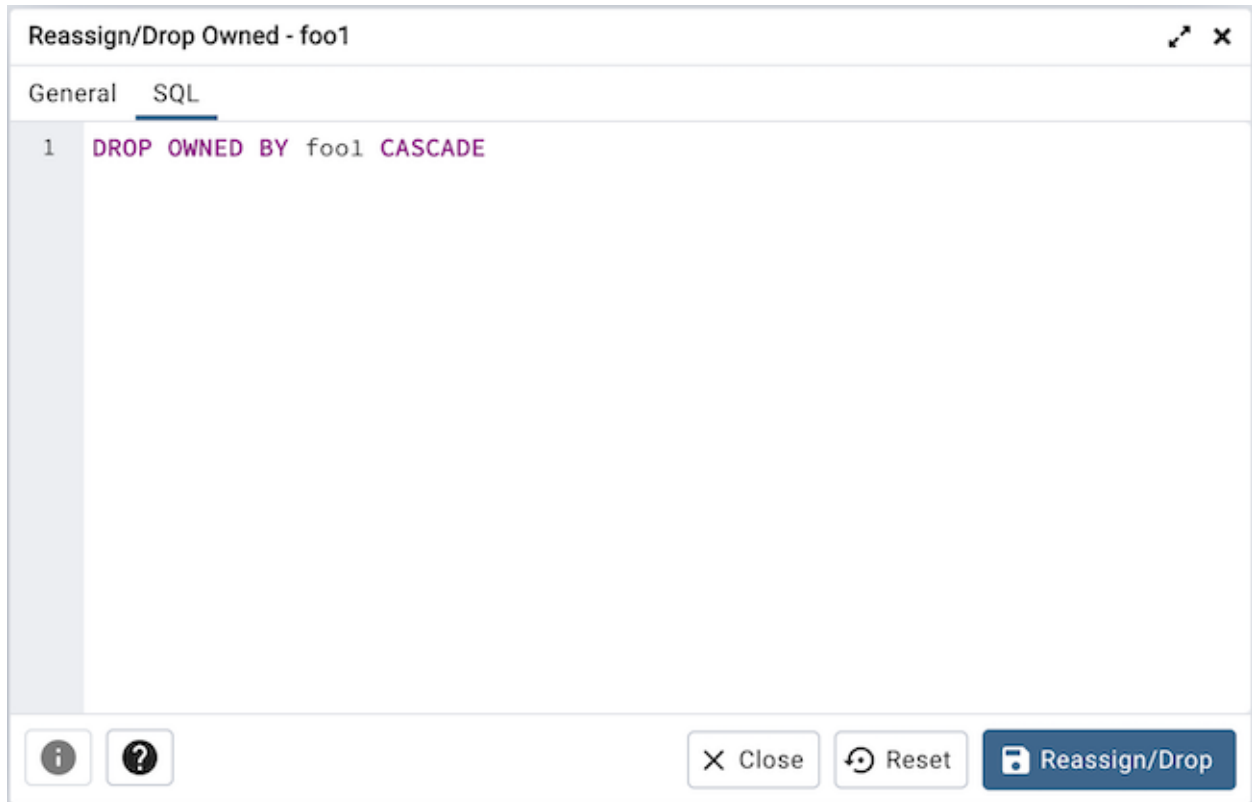 Reassign/Drop Owned - foo1
General SQL
1 DROP OWNED BY foo1 CASCADE
Close Reset Reassign/Drop